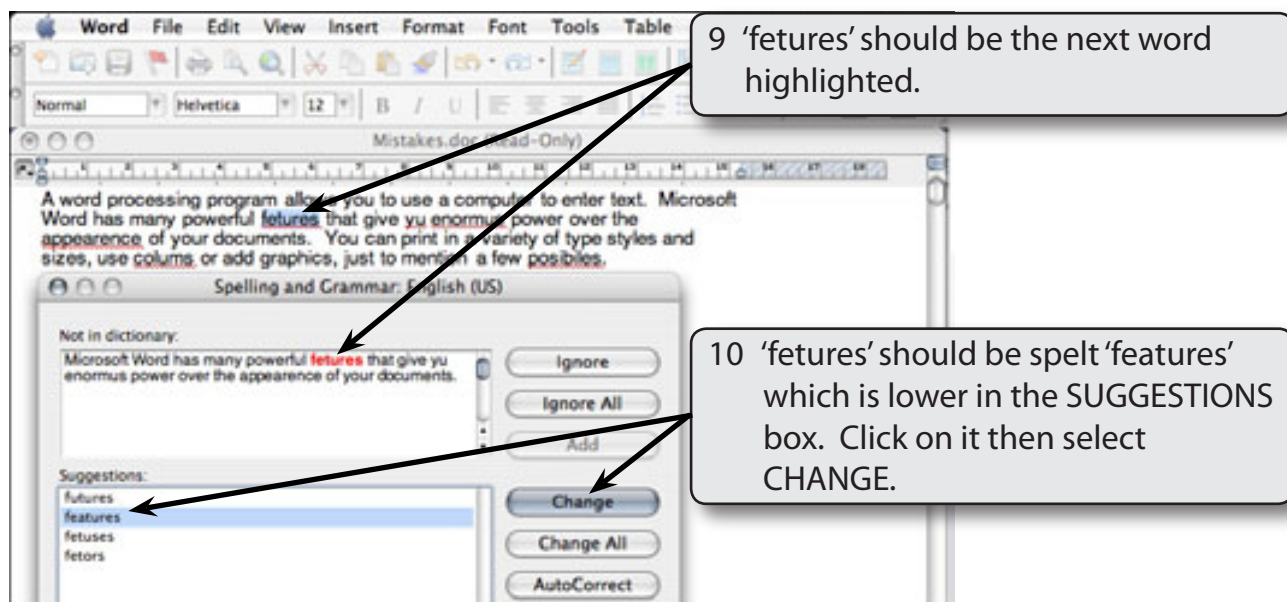 Word File Edit View Insert Format Font Tools Table
9 'fetures' should be the next word
highlighted.
Normal Helvetica 12 B I U
Mistakes.doc (Read-Only)
A word processing program allows you to use a computer to enter text. Microsoft
Word has many powerful fetures that give yu enormus power over the
appearence of your documents. You can print in a variety of type styles and
sizes, use colums or add graphics, just to mention a few posibiles.
Spelling and Grammar: English (US)
Not in dictionary:
Microsoft Word has many powerful fetures that give yu
enormus power over the appearence of your documents.
Ignore
Ignore All
Add
10 'fetures' should be spelt 'features'
which is lower in the SUGGESTIONS
box. Click on it then select
CHANGE.
Suggestions:
futures
features
fetuses
fetors
Change
Change All
AutoCorrect